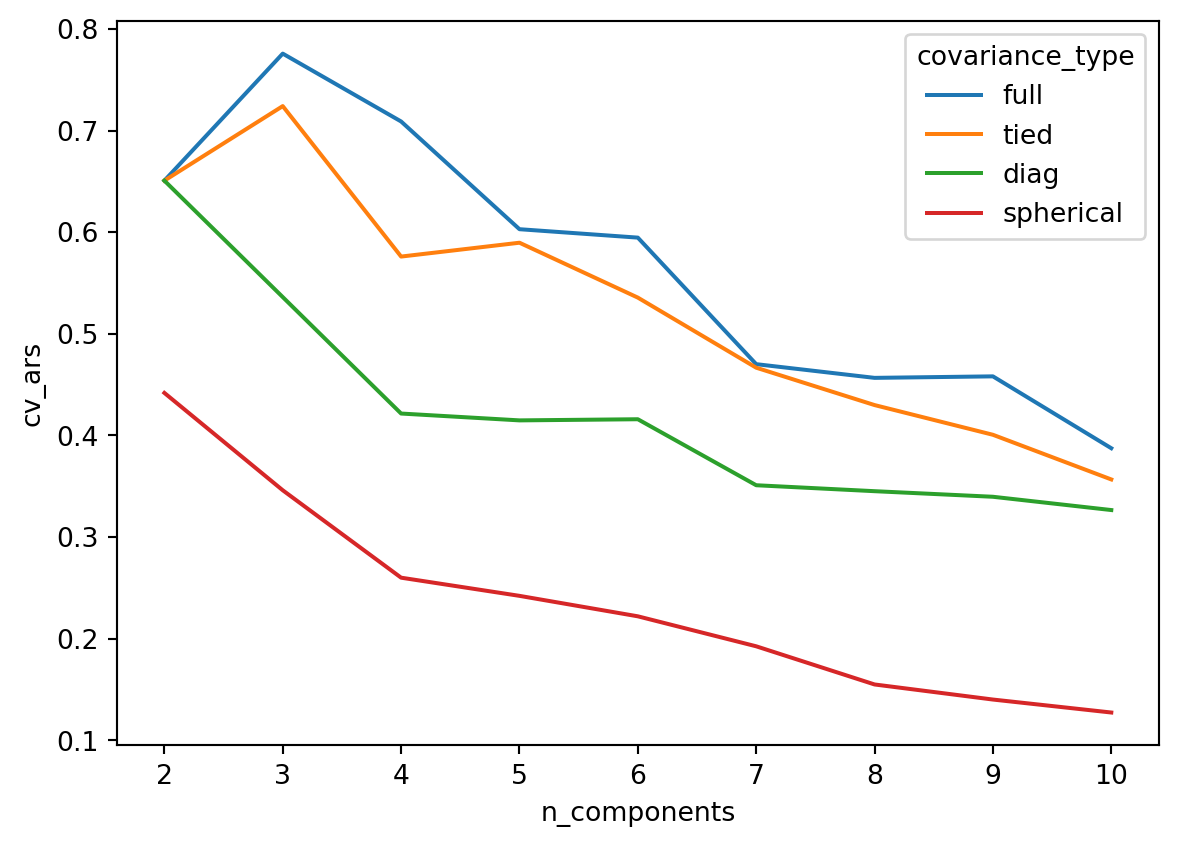 0.8
0.7
0.6
0.5
0.4
0.3
0.2
0.1
cv_ars
covariance_type
full
tied
diag
spherical
2 3 4 5 6 7 8 9 10
n_components